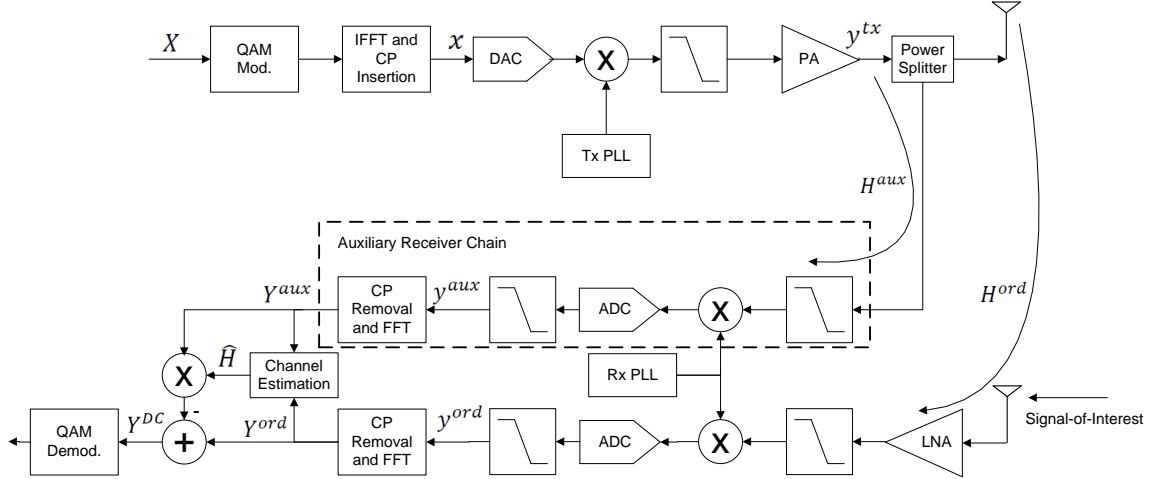 X
QAM
Mod.
IFFT and
CP
Insertion
x
DAC
X
PA
y^{tx}
Power
Splitter
Tx PLL
H^{aux}
Auxiliary Receiver Chain
Y^{aux}
CP
Removal
and FFT
y^{aux}
ADC
X
H^{ord}
X
Ĥ
Channel
Estimation
Rx PLL
QAM
Demod.
Y^{DC}
-
+
Y^{ord}
CP
Removal
and FFT
y^{ord}
ADC
X
LNA
Signal-of-Interest